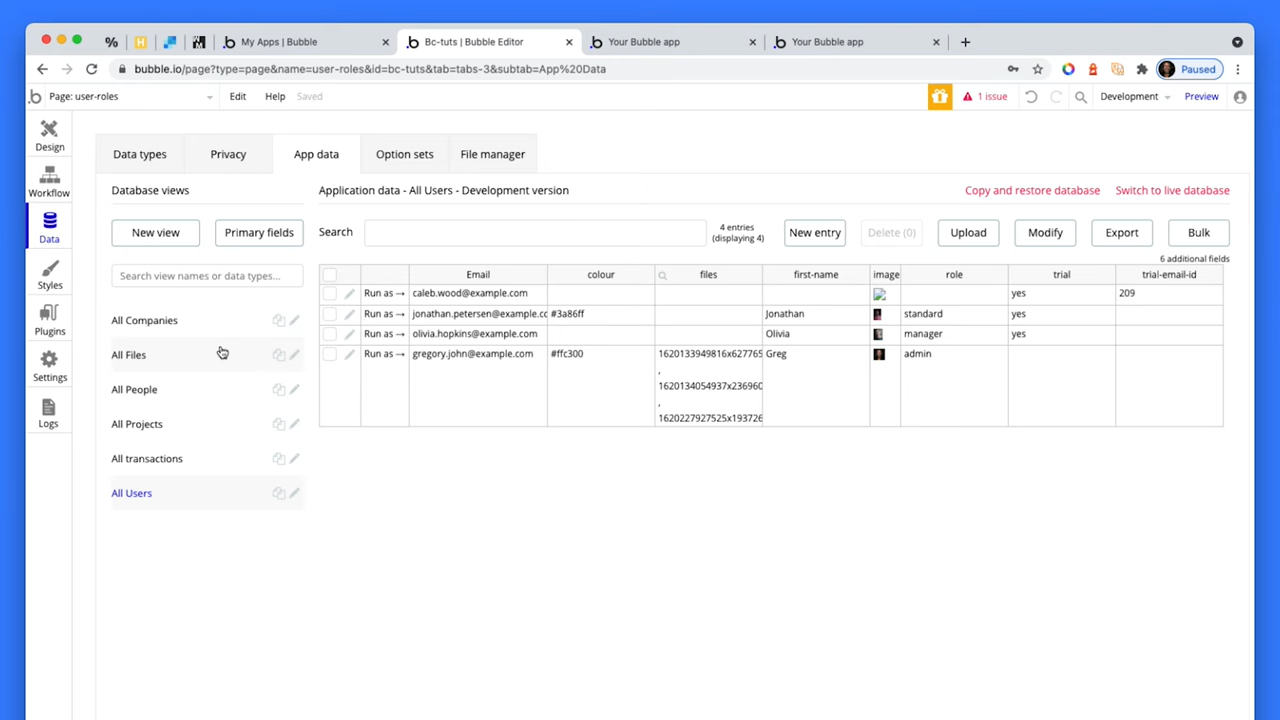 My Apps | Bubble
Bc-tuts | Bubble Editor
Your Bubble app
Your Bubble app
bubble.io/page?type=page&name=user-roles&id=bc-tuts&tab=tabs-3&subtab=App%20Data
Paused
Page: user-roles
Edit
Help
Saved
1 issue
Development
Preview
Design
Workflow
Data
Styles
Plugins
Settings
Logs
Data types
Privacy
App data
Option sets
File manager
Database views
Application data - All Users - Development version
Copy and restore database
Switch to live database
New view
Primary fields
Search
4 entries
(displaying 4)
New entry
Delete (0)
Upload
Modify
Export
Bulk
6 additional fields
Search view names or data types...
All Companies
All Files
All People
All Projects
All transactions
All Users
Email colour files first-name image role trial trial-email-id
Run as → caleb.wood@example.com yes 209
Run as → jonathan.petersen@example.co #3a86ff Jonathan standard yes
Run as → olivia.hopkins@example.com Olivia manager yes
Run as → gregory.john@example.com #ffc300 1620133949816x627765 Greg admin
,
1620134054937x236960
,
1620227927525x193726